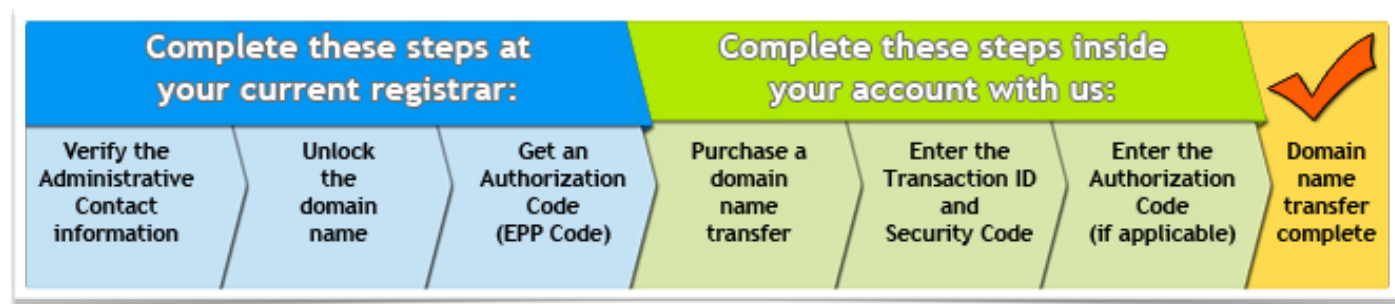 Complete these steps at
your current registrar:
Complete these steps inside
your account with us:
Verify the
Administrative
Contact
information
Unlock
the
domain
name
Get an
Authorization
Code
(EPP Code)
Purchase a
domain
name
transfer
Enter the
Transaction ID
and
Security Code
Enter the
Authorization
Code
(if applicable)
Domain
name
transfer
complete